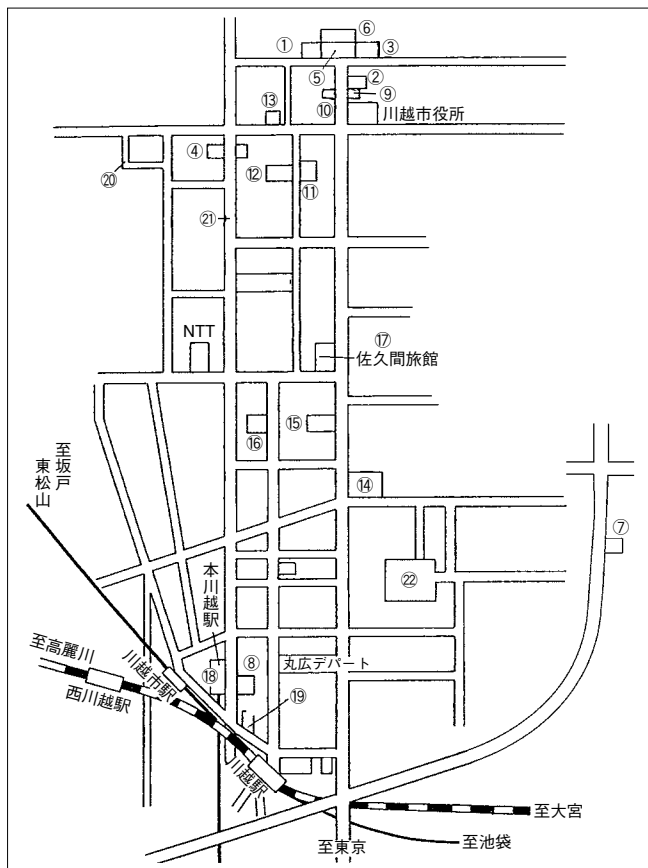 ⑥
①
③
⑤
②
⑨
⑩
⑬
川越市役所
④
⑫
⑪
⑳
㉑
NTT
⑰
佐久間旅館
⑯
⑮
至坂戸
東松山
⑭
⑦
㉒
本川越駅
至高麗川
川越市駅
西川越駅
⑱
⑧
丸広デパート
⑲
川越駅
至大宮
至東京
至池袋